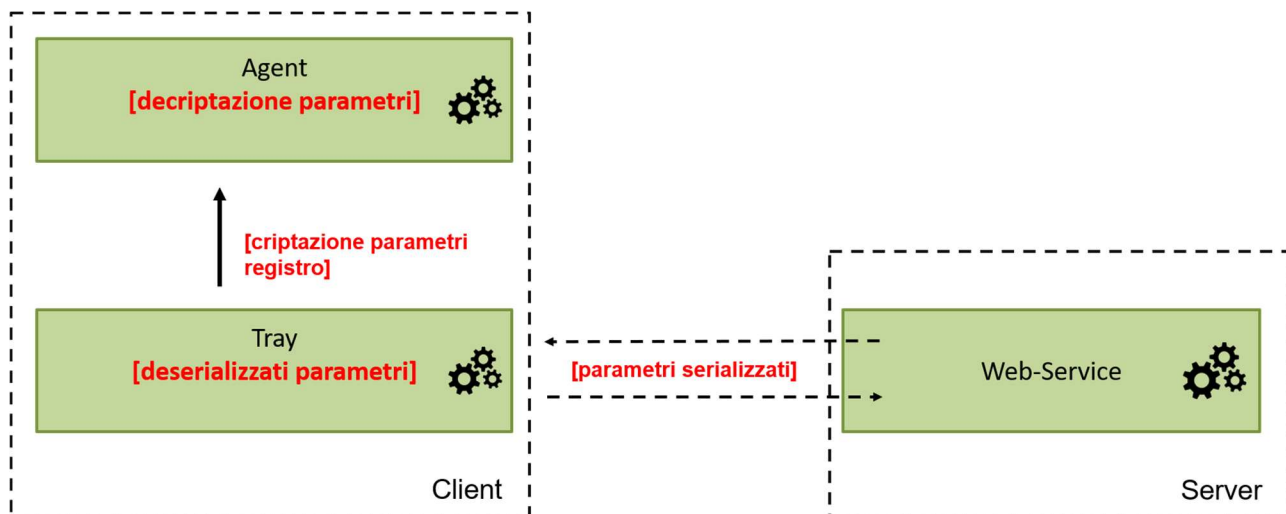 Agent
[decriptazione parametri]
[criptazione parametri
registro]
Tray
[deserializzati parametri]
[parametri serializzati]
Web-Service
Client
Server